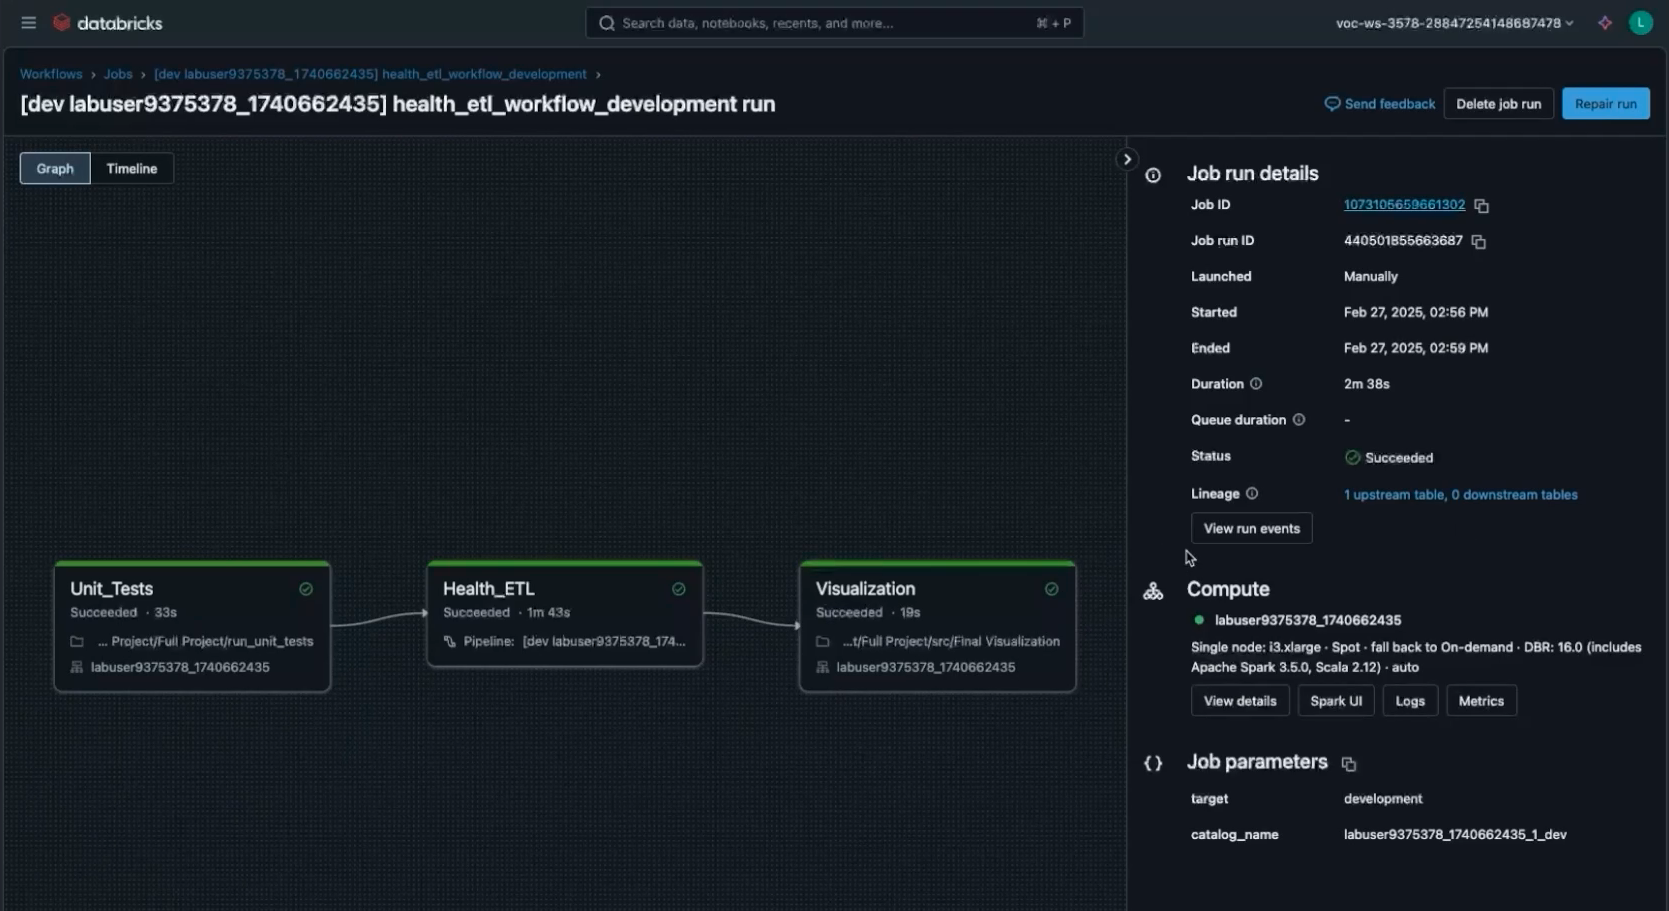 databricks
Search data, notebooks, recents, and more...
⌘ + P
voc-ws-3578-28847254148687478
L
Workflows › Jobs › [dev labuser9375378_1740662435] health_etl_workflow_development ›
[dev labuser9375378_1740662435] health_etl_workflow_development run
Send feedback
Delete job run
Repair run
Graph
Timeline
Unit_Tests
Succeeded · 33s
... Project/Full Project/run_unit_tests
labuser9375378_1740662435
Health_ETL
Succeeded · 1m 43s
Pipeline: [dev labuser9375378_174...
Visualization
Succeeded · 19s
...t/Full Project/src/Final Visualization
labuser9375378_1740662435
Job run details
Job ID 1073105659661302
Job run ID 440501855663687
Launched Manually
Started Feb 27, 2025, 02:56 PM
Ended Feb 27, 2025, 02:59 PM
Duration 2m 38s
Queue duration -
Status Succeeded
Lineage 1 upstream table, 0 downstream tables
View run events
Compute
labuser9375378_1740662435
Single node: i3.xlarge · Spot · fall back to On-demand · DBR: 16.0 (includes
Apache Spark 3.5.0, Scala 2.12) · auto
View details
Spark UI
Logs
Metrics
Job parameters
target development
catalog_name labuser9375378_1740662435_1_dev